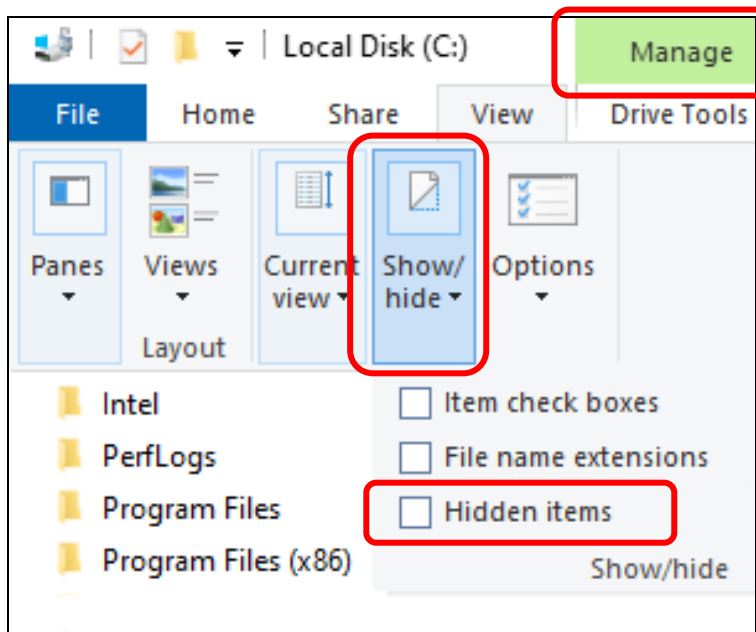 Local Disk (C:)
Manage
File Home Share View Drive Tools
Panes Views Current view Show/ hide Options
Layout
Intel
PerfLogs
Program Files
Program Files (x86)
Item check boxes
File name extensions
Hidden items
Show/hide